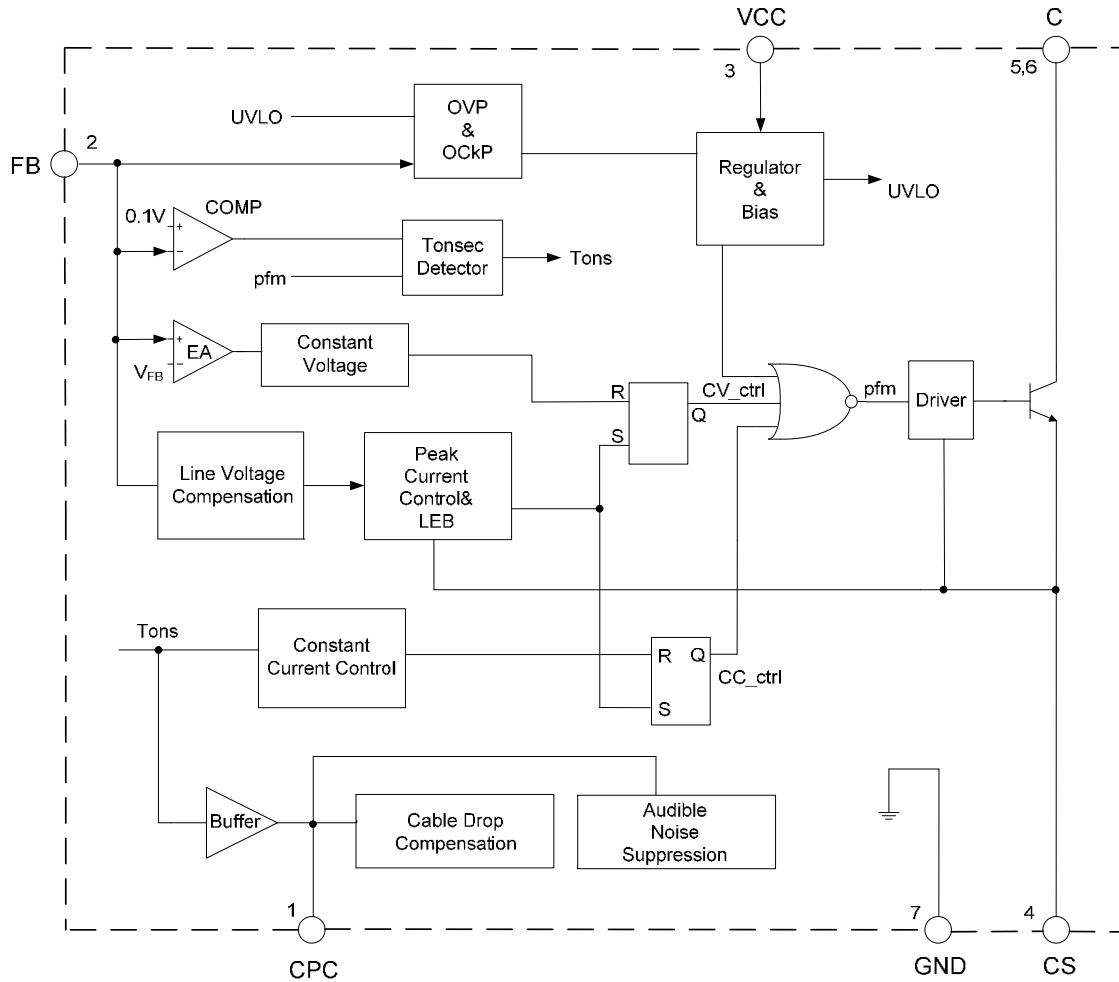 VCC
C
3
5,6
UVLO
OVP
&
OCkP
2
FB
Regulator
&
Bias
UVLO
COMP
0.1V
+
−
Tonsec
Detector
Tons
pfm
+
EA
VFB
−
Constant
Voltage
R
S
Q
CV_ctrl
pfm
Driver
Line Voltage
Compensation
Peak
Current
Control&
LEB
Tons
Constant
Current Control
R
Q
S
CC_ctrl
Buffer
Cable Drop
Compensation
Audible
Noise
Suppression
1
7
4
CPC
GND
CS